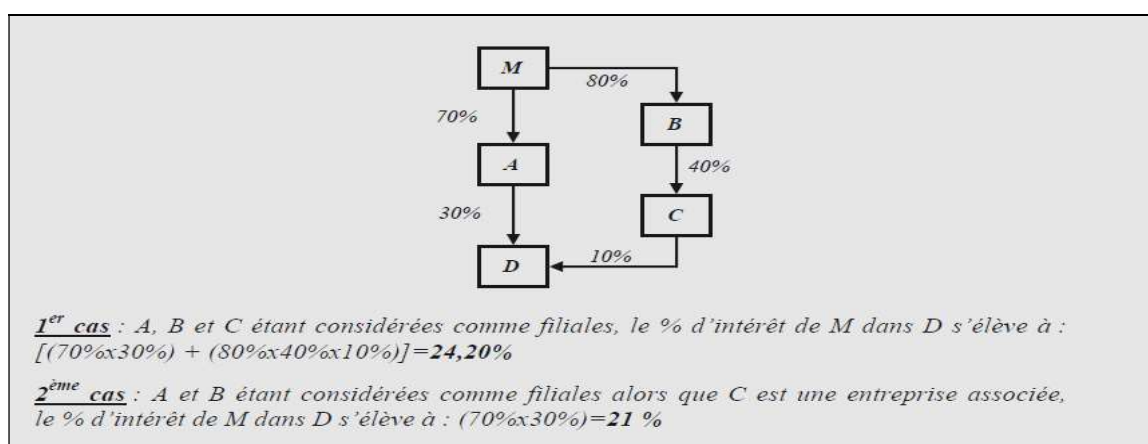 M
80%
70%
B
A
40%
30%
C
10%
D
1er cas : A, B et C étant considérées comme filiales, le % d'intérêt de M dans D s'élève à :
[(70%x30%) + (80%x40%x10%)]=24,20%
2ème cas : A et B étant considérées comme filiales alors que C est une entreprise associée,
le % d'intérêt de M dans D s'élève à : (70%x30%)=21 %